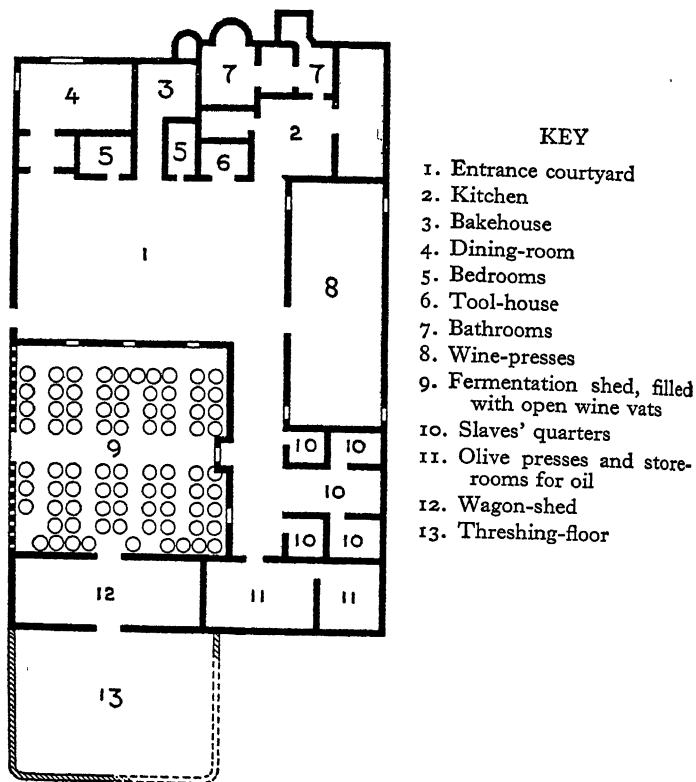 7
7
4
3
2
5
5
6
1
8
9
10 10
10
10 10
12
11
11
13
KEY
1. Entrance courtyard
2. Kitchen
3. Bakehouse
4. Dining-room
5. Bedrooms
6. Tool-house
7. Bathrooms
8. Wine-presses
9. Fermentation shed, filled
with open wine vats
10. Slaves' quarters
11. Olive presses and store-
rooms for oil
12. Wagon-shed
13. Threshing-floor